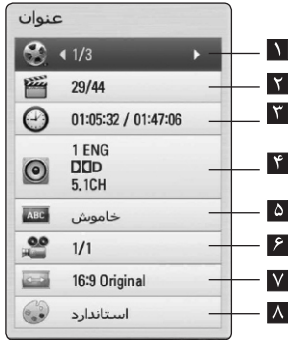 عنوان
1/3 ۱
29/44 ۲
01:05:32 / 01:47:06 ۳
1 ENG
DD D
5.1CH ۴
ABC خاموش ۵
1/1 ۶
16:9 Original ۷
استاندارد ۸